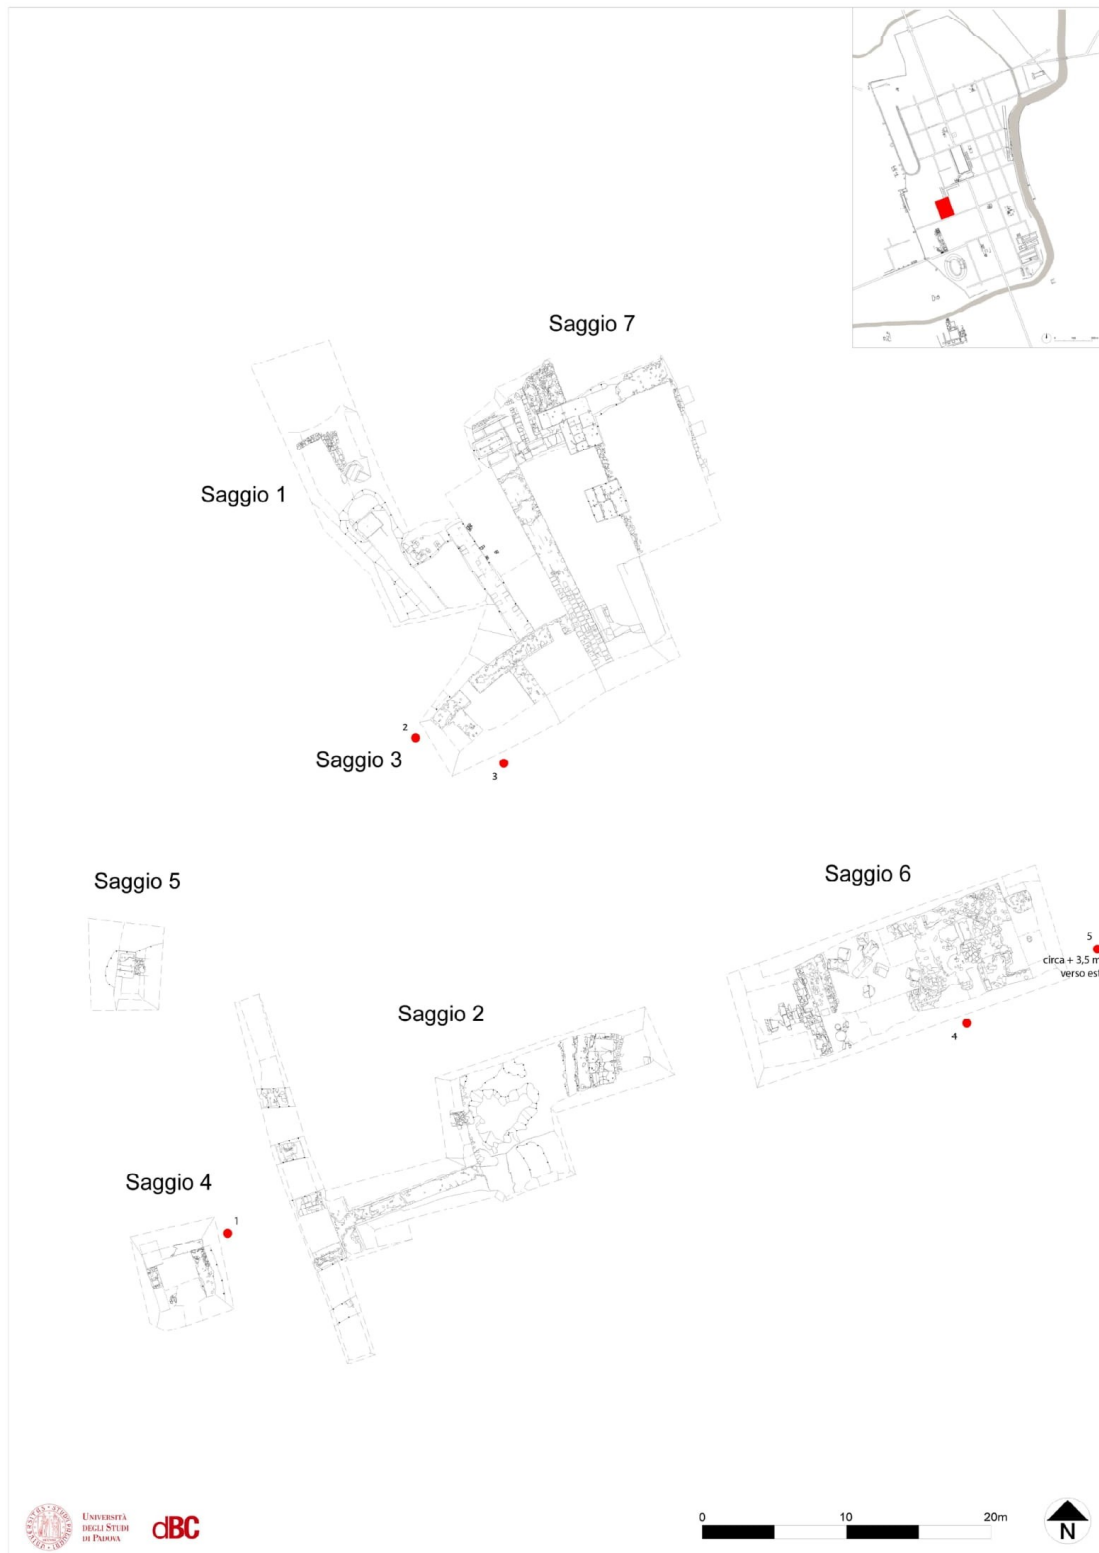 Saggio 7
Saggio 1
2
Saggio 3
3
Saggio 5
Saggio 6
5
circa + 3,5 m
verso est
Saggio 2
4
Saggio 4
1
UNIVERSITÀ
DEGLI STUDI
DI PADOVA
dBC
0 10 20m
N